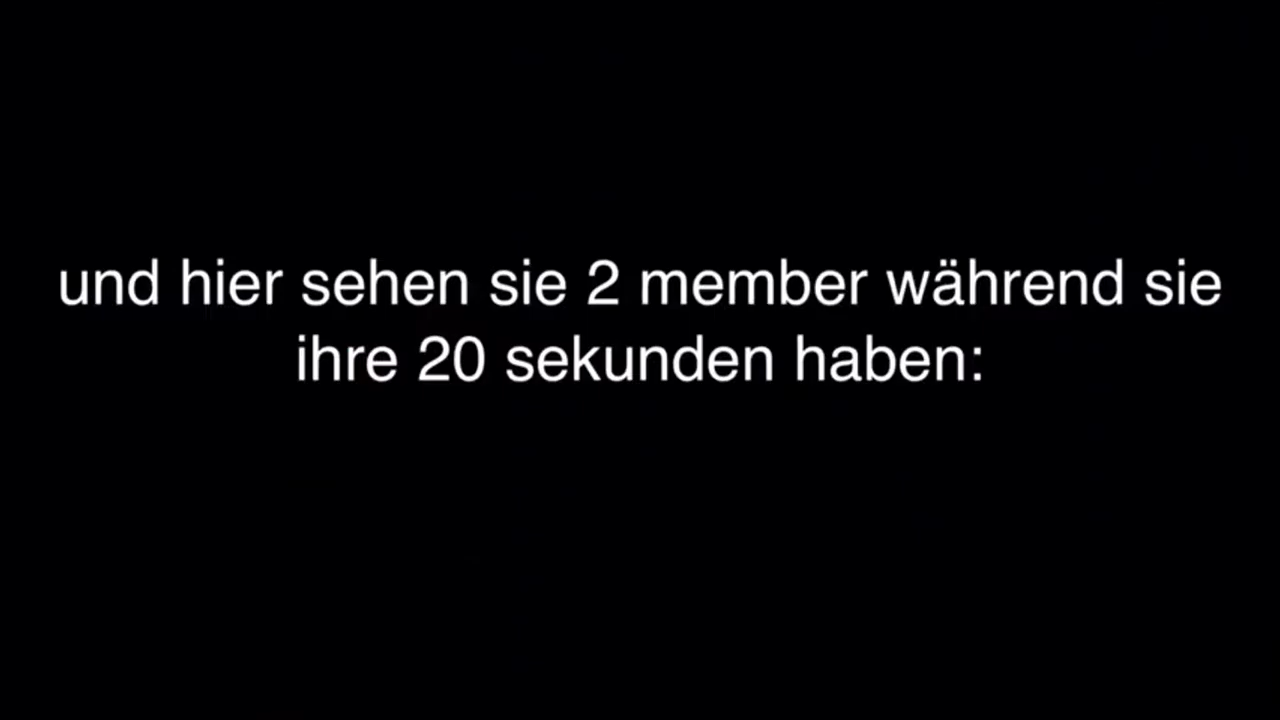 und hier sehen sie 2 member während sie
ihre 20 sekunden haben: